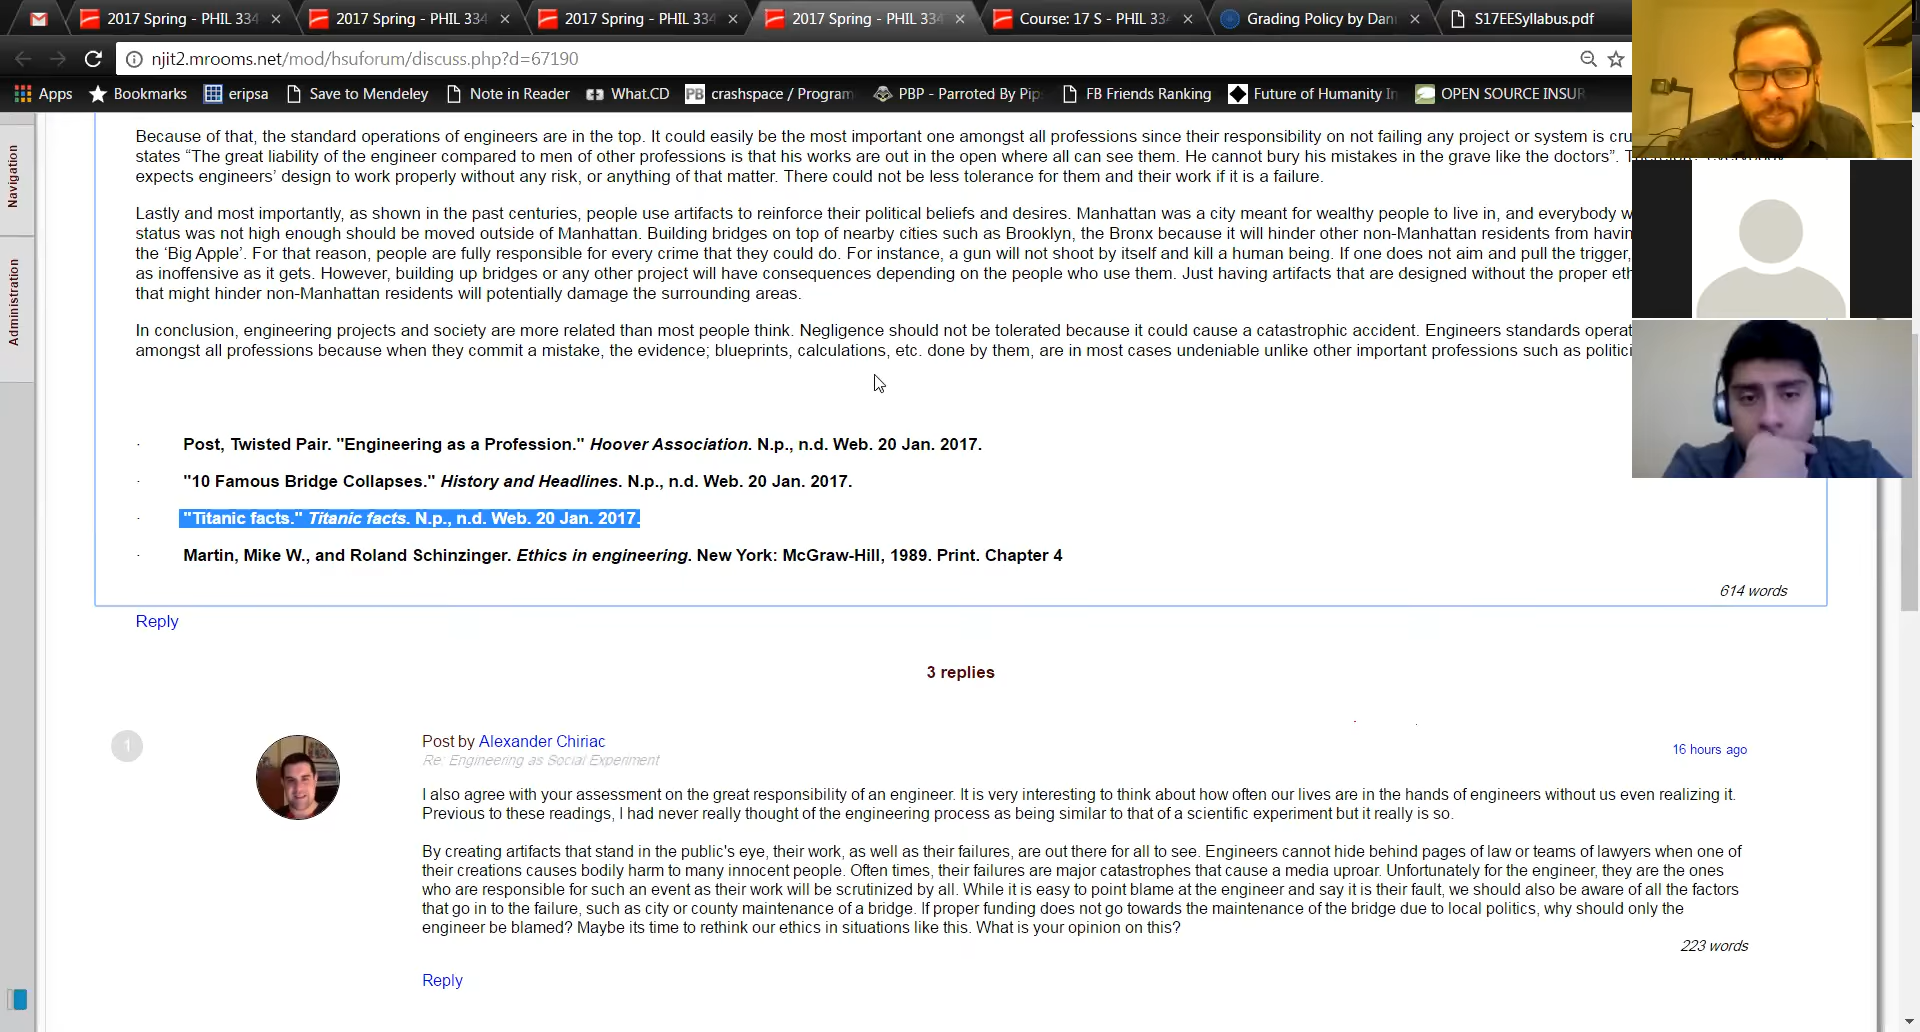 2017 Spring - PHIL 334
2017 Spring - PHIL 334
2017 Spring - PHIL 334
2017 Spring - PHIL 334
Course: 17 S - PHIL 33
Grading Policy by Dan
S17EESyllabus.pdf
njit2.mrooms.net/mod/hsuforum/discuss.php?d=67190
Apps
Bookmarks
eripsa
Save to Mendeley
Note in Reader
What.CD
PB crashspace / Program
PBP - Parroted By Pip
FB Friends Ranking
Future of Humanity In
OPEN SOURCE INSUR
Navigation
Administration
Because of that, the standard operations of engineers are in the top. It could easily be the most important one amongst all professions since their responsibility on not failing any project or system is cru
states “The great liability of the engineer compared to men of other professions is that his works are out in the open where all can see them. He cannot bury his mistakes in the grave like the doctors”.
expects engineers’ design to work properly without any risk, or anything of that matter. There could not be less tolerance for them and their work if it is a failure.
Lastly and most importantly, as shown in the past centuries, people use artifacts to reinforce their political beliefs and desires. Manhattan was a city meant for wealthy people to live in, and everybody w
status was not high enough should be moved outside of Manhattan. Building bridges on top of nearby cities such as Brooklyn, the Bronx because it will hinder other non-Manhattan residents from havin
the ‘Big Apple’. For that reason, people are fully responsible for every crime that they could do. For instance, a gun will not shoot by itself and kill a human being. If one does not aim and pull the trigger,
as inoffensive as it gets. However, building up bridges or any other project will have consequences depending on the people who use them. Just having artifacts that are designed without the proper eth
that might hinder non-Manhattan residents will potentially damage the surrounding areas.
In conclusion, engineering projects and society are more related than most people think. Negligence should not be tolerated because it could cause a catastrophic accident. Engineers standards operat
amongst all professions because when they commit a mistake, the evidence; blueprints, calculations, etc. done by them, are in most cases undeniable unlike other important professions such as politici
· Post, Twisted Pair. "Engineering as a Profession." Hoover Association. N.p., n.d. Web. 20 Jan. 2017.
· "10 Famous Bridge Collapses." History and Headlines. N.p., n.d. Web. 20 Jan. 2017.
· "Titanic facts." Titanic facts. N.p., n.d. Web. 20 Jan. 2017.
· Martin, Mike W., and Roland Schinzinger. Ethics in engineering. New York: McGraw-Hill, 1989. Print. Chapter 4
614 words
Reply
3 replies
1
Post by Alexander Chiriac
Re: Engineering as Social Experiment
16 hours ago
I also agree with your assessment on the great responsibility of an engineer. It is very interesting to think about how often our lives are in the hands of engineers without us even realizing it.
Previous to these readings, I had never really thought of the engineering process as being similar to that of a scientific experiment but it really is so.
By creating artifacts that stand in the public's eye, their work, as well as their failures, are out there for all to see. Engineers cannot hide behind pages of law or teams of lawyers when one of
their creations causes bodily harm to many innocent people. Often times, their failures are major catastrophes that cause a media uproar. Unfortunately for the engineer, they are the ones
who are responsible for such an event as their work will be scrutinized by all. While it is easy to point blame at the engineer and say it is their fault, we should also be aware of all the factors
that go in to the failure, such as city or county maintenance of a bridge. If proper funding does not go towards the maintenance of the bridge due to local politics, why should only the
engineer be blamed? Maybe its time to rethink our ethics in situations like this. What is your opinion on this?
223 words
Reply